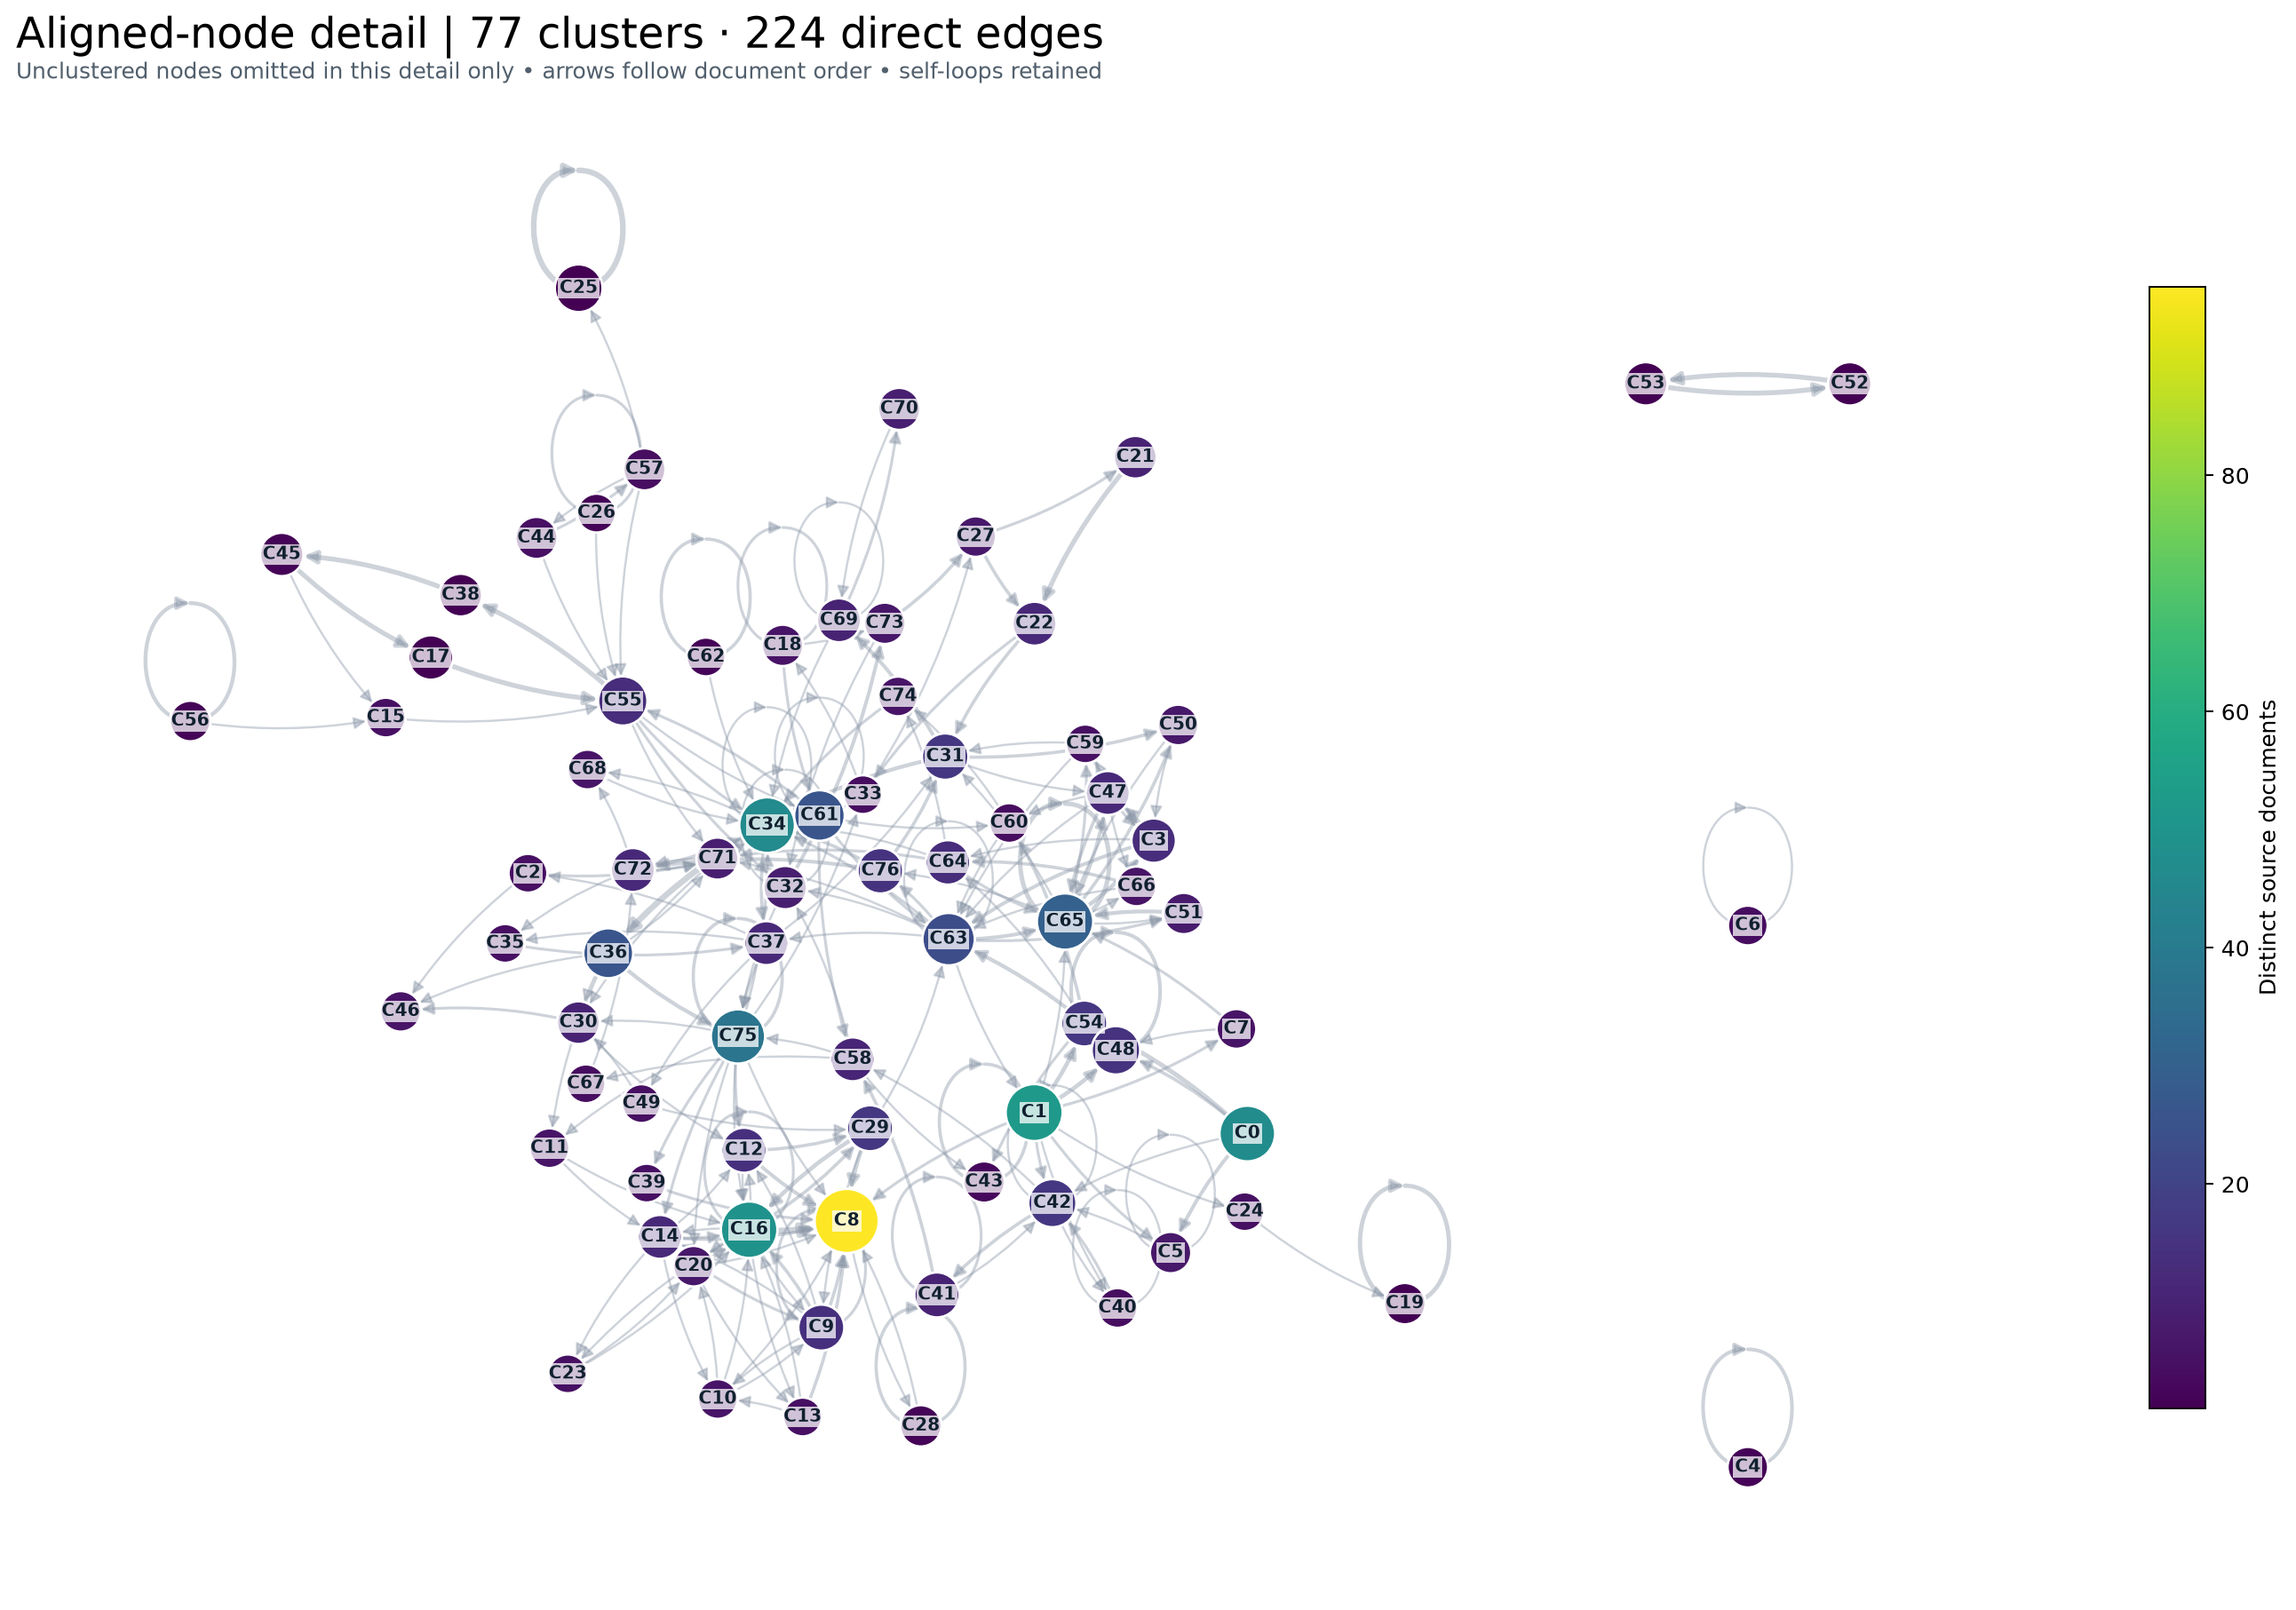 Aligned-node detail | 77 clusters · 224 direct edges
Unclustered nodes omitted in this detail only • arrows follow document order • self-loops retained
C25
C53
C52
C70
C21
C57
C26
C44
C27
C45
C38
C69
C73
C22
C18
C62
C17
C55
C74
C56
C15
C50
C59
C31
C68
C47
C33
C61
C34
C60
C3
C71
C64
C72
C76
C2
C32
C66
C51
C65
C6
C63
C37
C35
C36
C46
C30
C54
C7
C75
C48
C58
C67
C49
C1
C29
C0
C11
C12
C43
C39
C42
C24
C8
C16
C14
C5
C20
C41
C19
C40
C9
C23
C10
C13
C28
C4
80
60
40
20
Distinct source documents